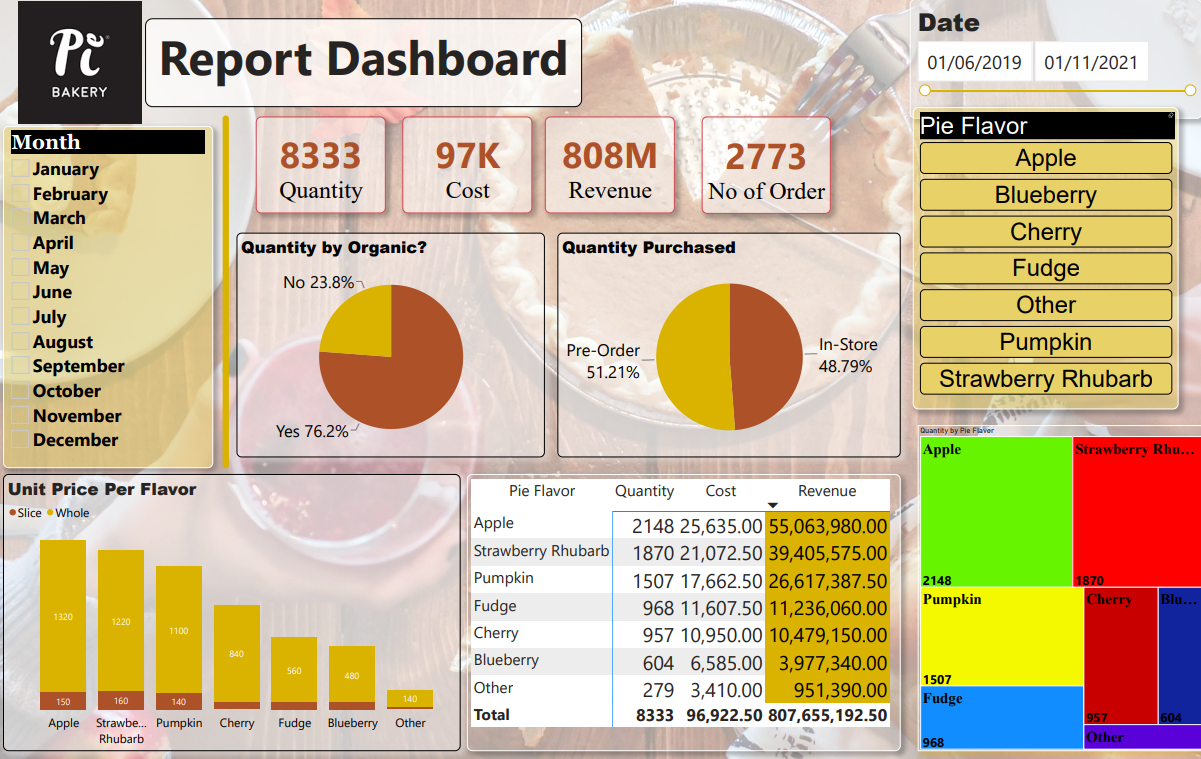 Pi
BAKERY
Report Dashboard
Date
01/06/2019
01/11/2021
Month
January
February
March
April
May
June
July
August
September
October
November
December
8333
Quantity
97K
Cost
808M
Revenue
2773
No of Order
Pie Flavor
Apple
Blueberry
Cherry
Fudge
Other
Pumpkin
Strawberry Rhubarb
Quantity by Organic?
No 23.8%
Yes 76.2%
Quantity Purchased
Pre-Order
51.21%
In-Store
48.79%
Unit Price Per Flavor
Slice Whole
1320
1220
1100
840
560
480
140
150
160
140
Apple
Strawbe...
Rhubarb
Pumpkin
Cherry
Fudge
Blueberry
Other
Pie Flavor Quantity Cost Revenue
Apple 2148 25,635.00 55,063,980.00
Strawberry Rhubarb 1870 21,072.50 39,405,575.00
Pumpkin 1507 17,662.50 26,617,387.50
Fudge 968 11,607.50 11,236,060.00
Cherry 957 10,950.00 10,479,150.00
Blueberry 604 6,585.00 3,977,340.00
Other 279 3,410.00 951,390.00
Total 8333 96,922.50 807,655,192.50
Quantity by Pie Flavor
Apple
2148
Strawberry Rhu...
1870
Pumpkin
1507
Cherry
957
Blu...
604
Fudge
968
Other